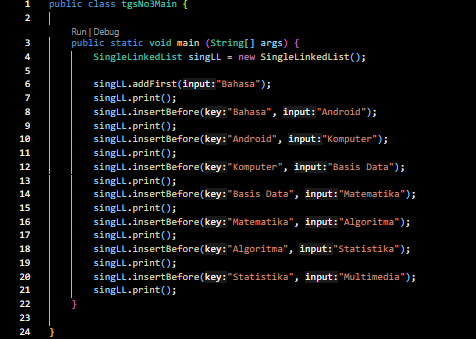 1 public class tgsNo3Main {
2
Run | Debug
3 public static void main (String[] args) {
4 SingleLinkedList singLL = new SingleLinkedList();
5
6 singLL.addFirst(input:"Bahasa");
7 singLL.print();
8 singLL.insertBefore(key:"Bahasa", input:"Android");
9 singLL.print();
10 singLL.insertBefore(key:"Android", input:"Komputer");
11 singLL.print();
12 singLL.insertBefore(key:"Komputer", input:"Basis Data");
13 singLL.print();
14 singLL.insertBefore(key:"Basis Data", input:"Matematika");
15 singLL.print();
16 singLL.insertBefore(key:"Matematika", input:"Algoritma");
17 singLL.print();
18 singLL.insertBefore(key:"Algoritma", input:"Statistika");
19 singLL.print();
20 singLL.insertBefore(key:"Statistika", input:"Multimedia");
21 singLL.print();
22 }
23
24 }